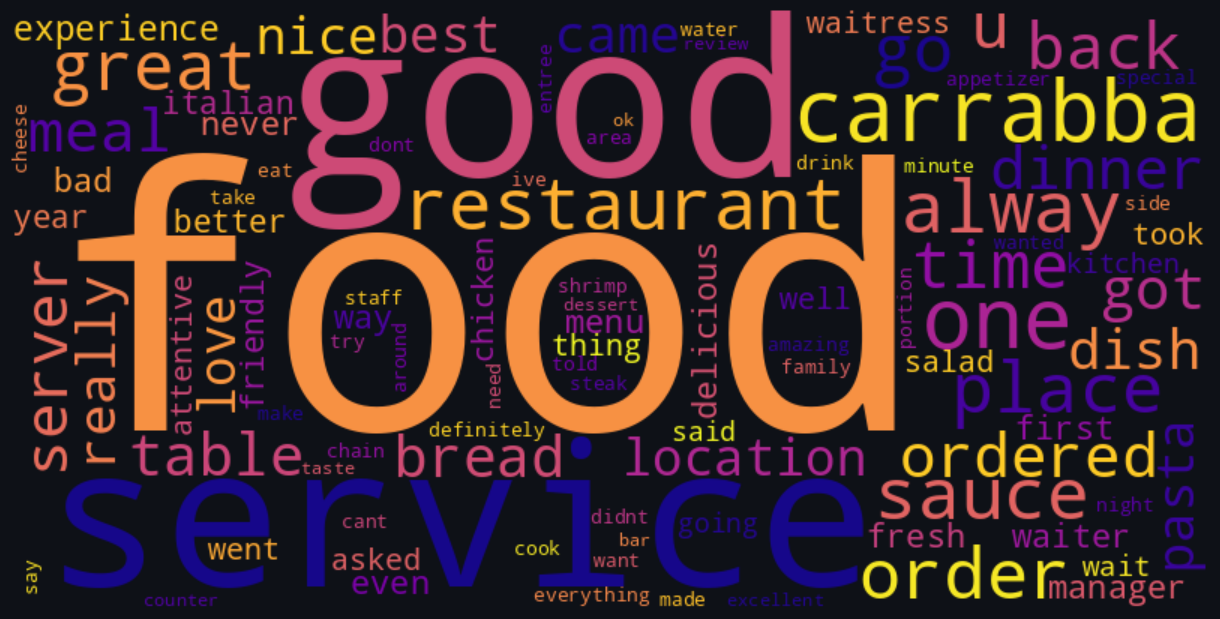 experience
nice
best
came
water
review
waitress
u
back
go
great
good
entree
appetizer
special
italian
meal
never
cheese
ok
area
dont
carrabba
bad
eat
ive
drink
minute
dinner
take
year
better
restaurant
alway
side
took
wanted
food
time
kitchen
server
really
attentive
love
friendly
chicken
delicious
portion
got
staff
way
try
around
shrimp
dessert
menu
thing
told
steak
need
well
amazing
family
one
dish
salad
place
make
definitely
said
first
table
taste
chain
bread
location
ordered
pasta
service
sauce
night
cant
didnt
going
fresh
waiter
went
asked
even
cook
bar
want
order
wait
manager
say
counter
everything
made
excellent